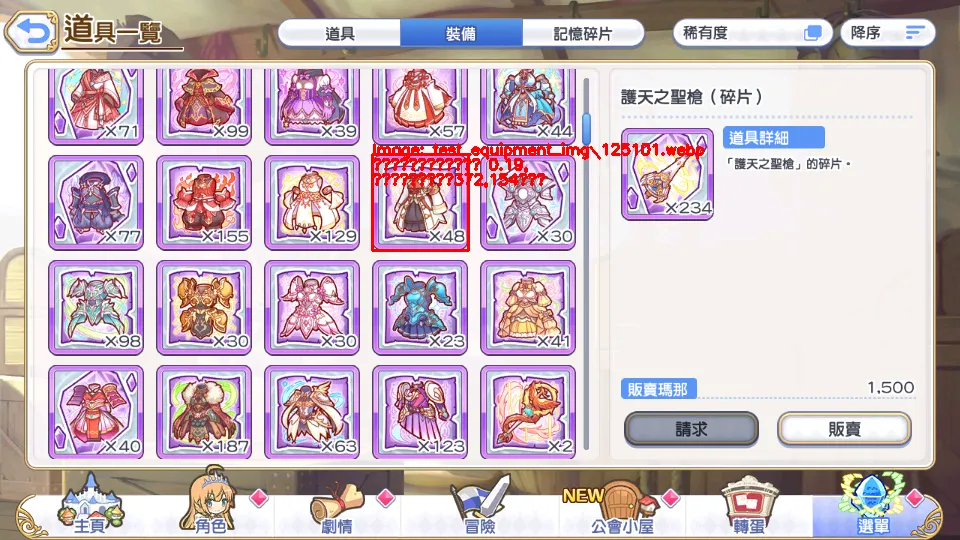 道具一覽
道具
裝備
記憶碎片
稀有度
降序
×71
×99
×39
×57
×44
Image: test_equipment_img\125101.webp
???????????? 0.19,
?????????372,154???
×77
×155
×129
×48
×30
×98
×30
×30
×23
×41
×40
×187
×63
×123
×2
護天之聖槍（碎片）
道具詳細
「護天之聖槍」的碎片。
×234
販賣瑪那
1,500
請求
販賣
主頁
角色
劇情
冒險
NEW
公會小屋
轉蛋
選單